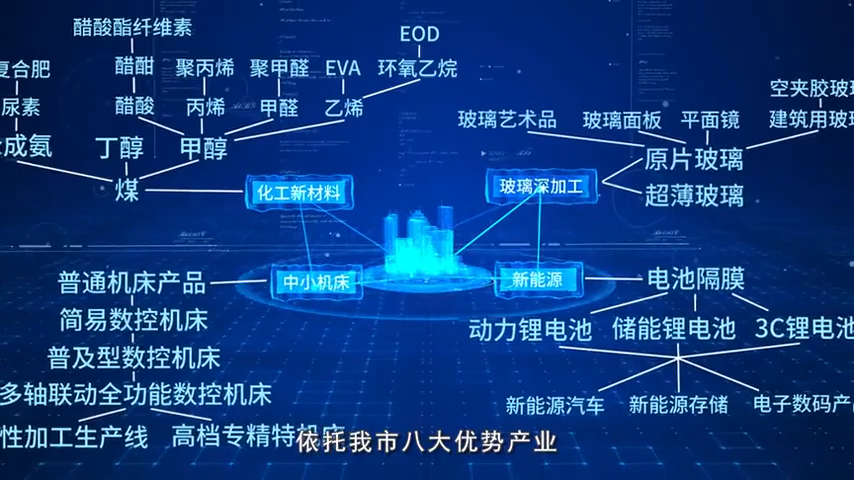 醋酸酯纤维素
EOD
复合肥
醋酐
聚丙烯
聚甲醛
EVA
环氧乙烷
尿素
醋酸
丙烯
甲醛
乙烯
成氨
丁醇
甲醇
煤
化工新材料
空夹胶玻璃
玻璃艺术品
玻璃面板
平面镜
建筑用玻璃
原片玻璃
玻璃深加工
超薄玻璃
普通机床产品
中小机床
简易数控机床
普及型数控机床
多轴联动全功能数控机床
性加工生产线
高档专精特机床
新能源
电池隔膜
动力锂电池
储能锂电池
3C锂电池
新能源汽车
新能源存储
电子数码产品
依托我市八大优势产业